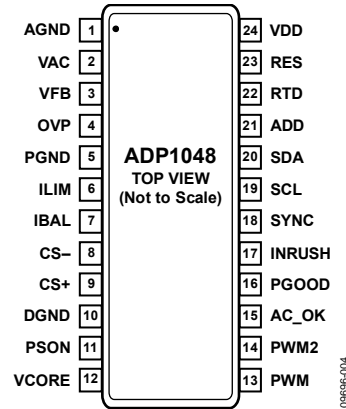 AGND 1
VAC 2
VFB 3
OVP 4
PGND 5
ILIM 6
IBAL 7
CS– 8
CS+ 9
DGND 10
PSON 11
VCORE 12
ADP1048
TOP VIEW
(Not to Scale)
24 VDD
23 RES
22 RTD
21 ADD
20 SDA
19 SCL
18 SYNC
17 INRUSH
16 PGOOD
15 AC_OK
14 PWM2
13 PWM
09696-004